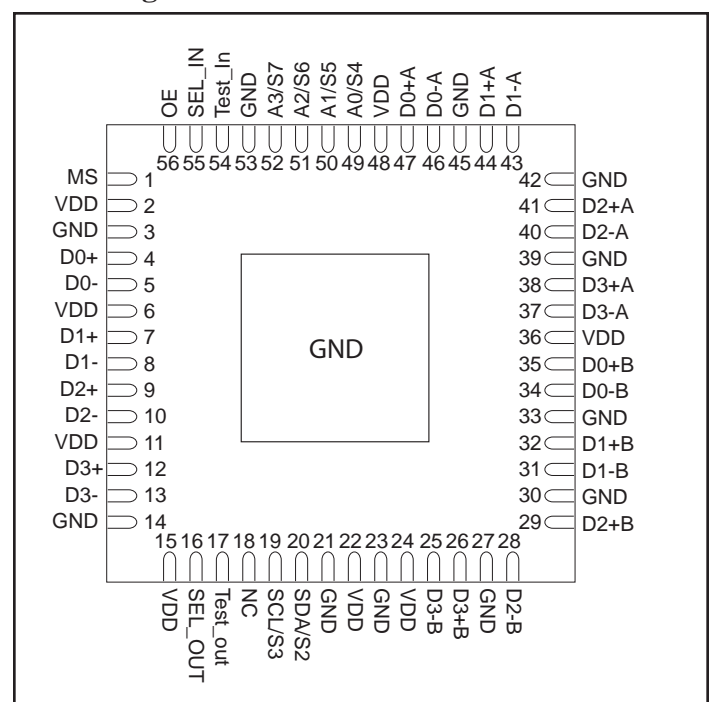 OE SEL_IN Test_In GND A3/S7 A2/S6 A1/S5 A0/S4 VDD D0+A D0-A GND D1+A D1-A
56 55 54 53 52 51 50 49 48 47 46 45 44 43
MS 1
VDD 2
GND 3
D0+ 4
D0- 5
VDD 6
D1+ 7
D1- 8
D2+ 9
D2- 10
VDD 11
D3+ 12
D3- 13
GND 14
GND
42 GND
41 D2+A
40 D2-A
39 GND
38 D3+A
37 D3-A
36 VDD
35 D0+B
34 D0-B
33 GND
32 D1+B
31 D1-B
30 GND
29 D2+B
15 16 17 18 19 20 21 22 23 24 25 26 27 28
VDD SEL_OUT Test_out NC SCL/S3 SDA/S2 GND VDD GND VDD D3-B D3+B GND D2-B